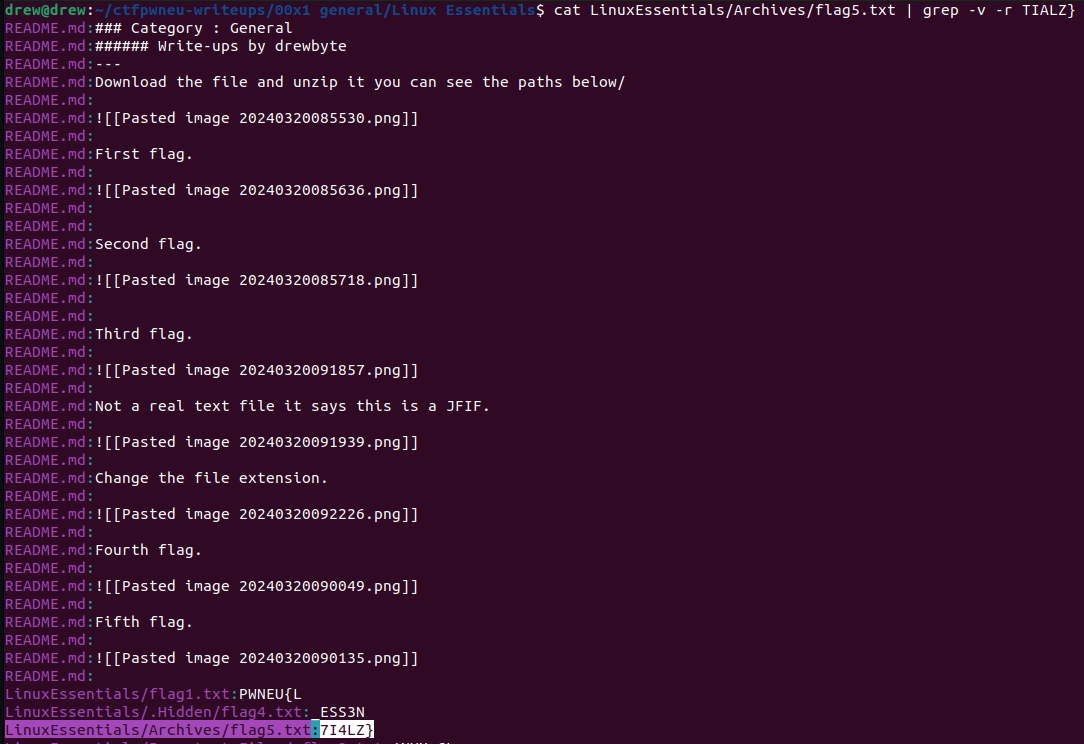 drew@drew:~/ctfpwneu-writeups/00x1 general/Linux Essentials$ cat LinuxEssentials/Archives/flag5.txt | grep -v -r TIALZ}
README.md:### Category : General
README.md:###### Write-ups by drewbyte
README.md:---
README.md:Download the file and unzip it you can see the paths below/
README.md:
README.md:![[Pasted image 20240320085530.png]]
README.md:
README.md:First flag.
README.md:
README.md:![[Pasted image 20240320085636.png]]
README.md:
README.md:
README.md:Second flag.
README.md:
README.md:![[Pasted image 20240320085718.png]]
README.md:
README.md:
README.md:Third flag.
README.md:
README.md:![[Pasted image 20240320091857.png]]
README.md:
README.md:Not a real text file it says this is a JFIF.
README.md:
README.md:![[Pasted image 20240320091939.png]]
README.md:
README.md:Change the file extension.
README.md:
README.md:![[Pasted image 20240320092226.png]]
README.md:
README.md:Fourth flag.
README.md:
README.md:![[Pasted image 20240320090049.png]]
README.md:
README.md:Fifth flag.
README.md:
README.md:![[Pasted image 20240320090135.png]]
README.md:
LinuxEssentials/flag1.txt:PWNEU{L
LinuxEssentials/.Hidden/flag4.txt:_ESS3N
LinuxEssentials/Archives/flag5.txt:7I4LZ}